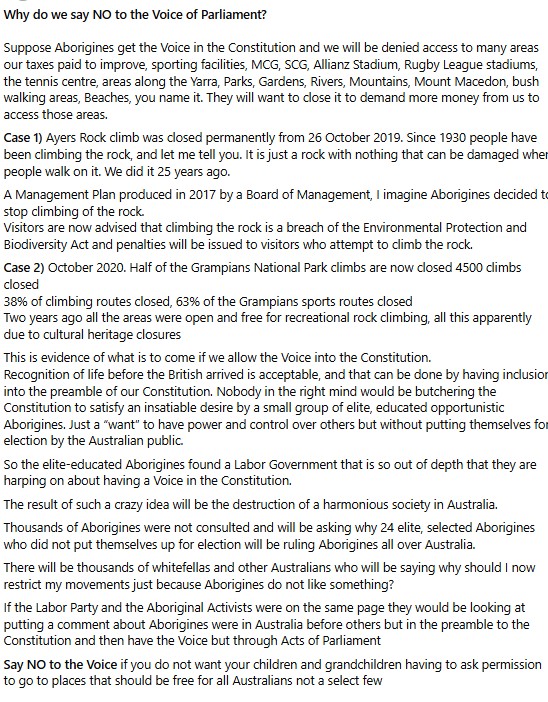 Why do we say NO to the Voice of Parliament?
Suppose Aborigines get the Voice in the Constitution and we will be denied access to many areas
our taxes paid to improve, sporting facilities, MCG, SCG, Allianz Stadium, Rugby League stadiums,
the tennis centre, areas along the Yarra, Parks, Gardens, Rivers, Mountains, Mount Macedon, bush
walking areas, Beaches, you name it. They will want to close it to demand more money from us to
access those areas.
Case 1) Ayers Rock climb was closed permanently from 26 October 2019. Since 1930 people have
been climbing the rock, and let me tell you. It is just a rock with nothing that can be damaged when
people walk on it. We did it 25 years ago.
A Management Plan produced in 2017 by a Board of Management, I imagine Aborigines decided to
stop climbing of the rock.
Visitors are now advised that climbing the rock is a breach of the Environmental Protection and
Biodiversity Act and penalties will be issued to visitors who attempt to climb the rock.
Case 2) October 2020. Half of the Grampians National Park climbs are now closed 4500 climbs
closed
38% of climbing routes closed, 63% of the Grampians sports routes closed
Two years ago all the areas were open and free for recreational rock climbing, all this apparently
due to cultural heritage closures
This is evidence of what is to come if we allow the Voice into the Constitution.
Recognition of life before the British arrived is acceptable, and that can be done by having inclusion
into the preamble of our Constitution. Nobody in the right mind would be butchering the
Constitution to satisfy an insatiable desire by a small group of elite, educated opportunistic
Aborigines. Just a "want" to have power and control over others but without putting themselves for
election by the Australian public.
So the elite-educated Aborigines found a Labor Government that is so out of depth that they are
harping on about having a Voice in the Constitution.
The result of such a crazy idea will be the destruction of a harmonious society in Australia.
Thousands of Aborigines were not consulted and will be asking why 24 elite, selected Aborigines
who did not put themselves up for election will be ruling Aborigines all over Australia.
There will be thousands of whitefellas and other Australians who will be saying why should I now
restrict my movements just because Aborigines do not like something?
If the Labor Party and the Aboriginal Activists were on the same page they would be looking at
putting a comment about Aborigines were in Australia before others but in the preamble to the
Constitution and then have the Voice but through Acts of Parliament
Say NO to the Voice if you do not want your children and grandchildren having to ask permission
to go to places that should be free for all Australians not a select few